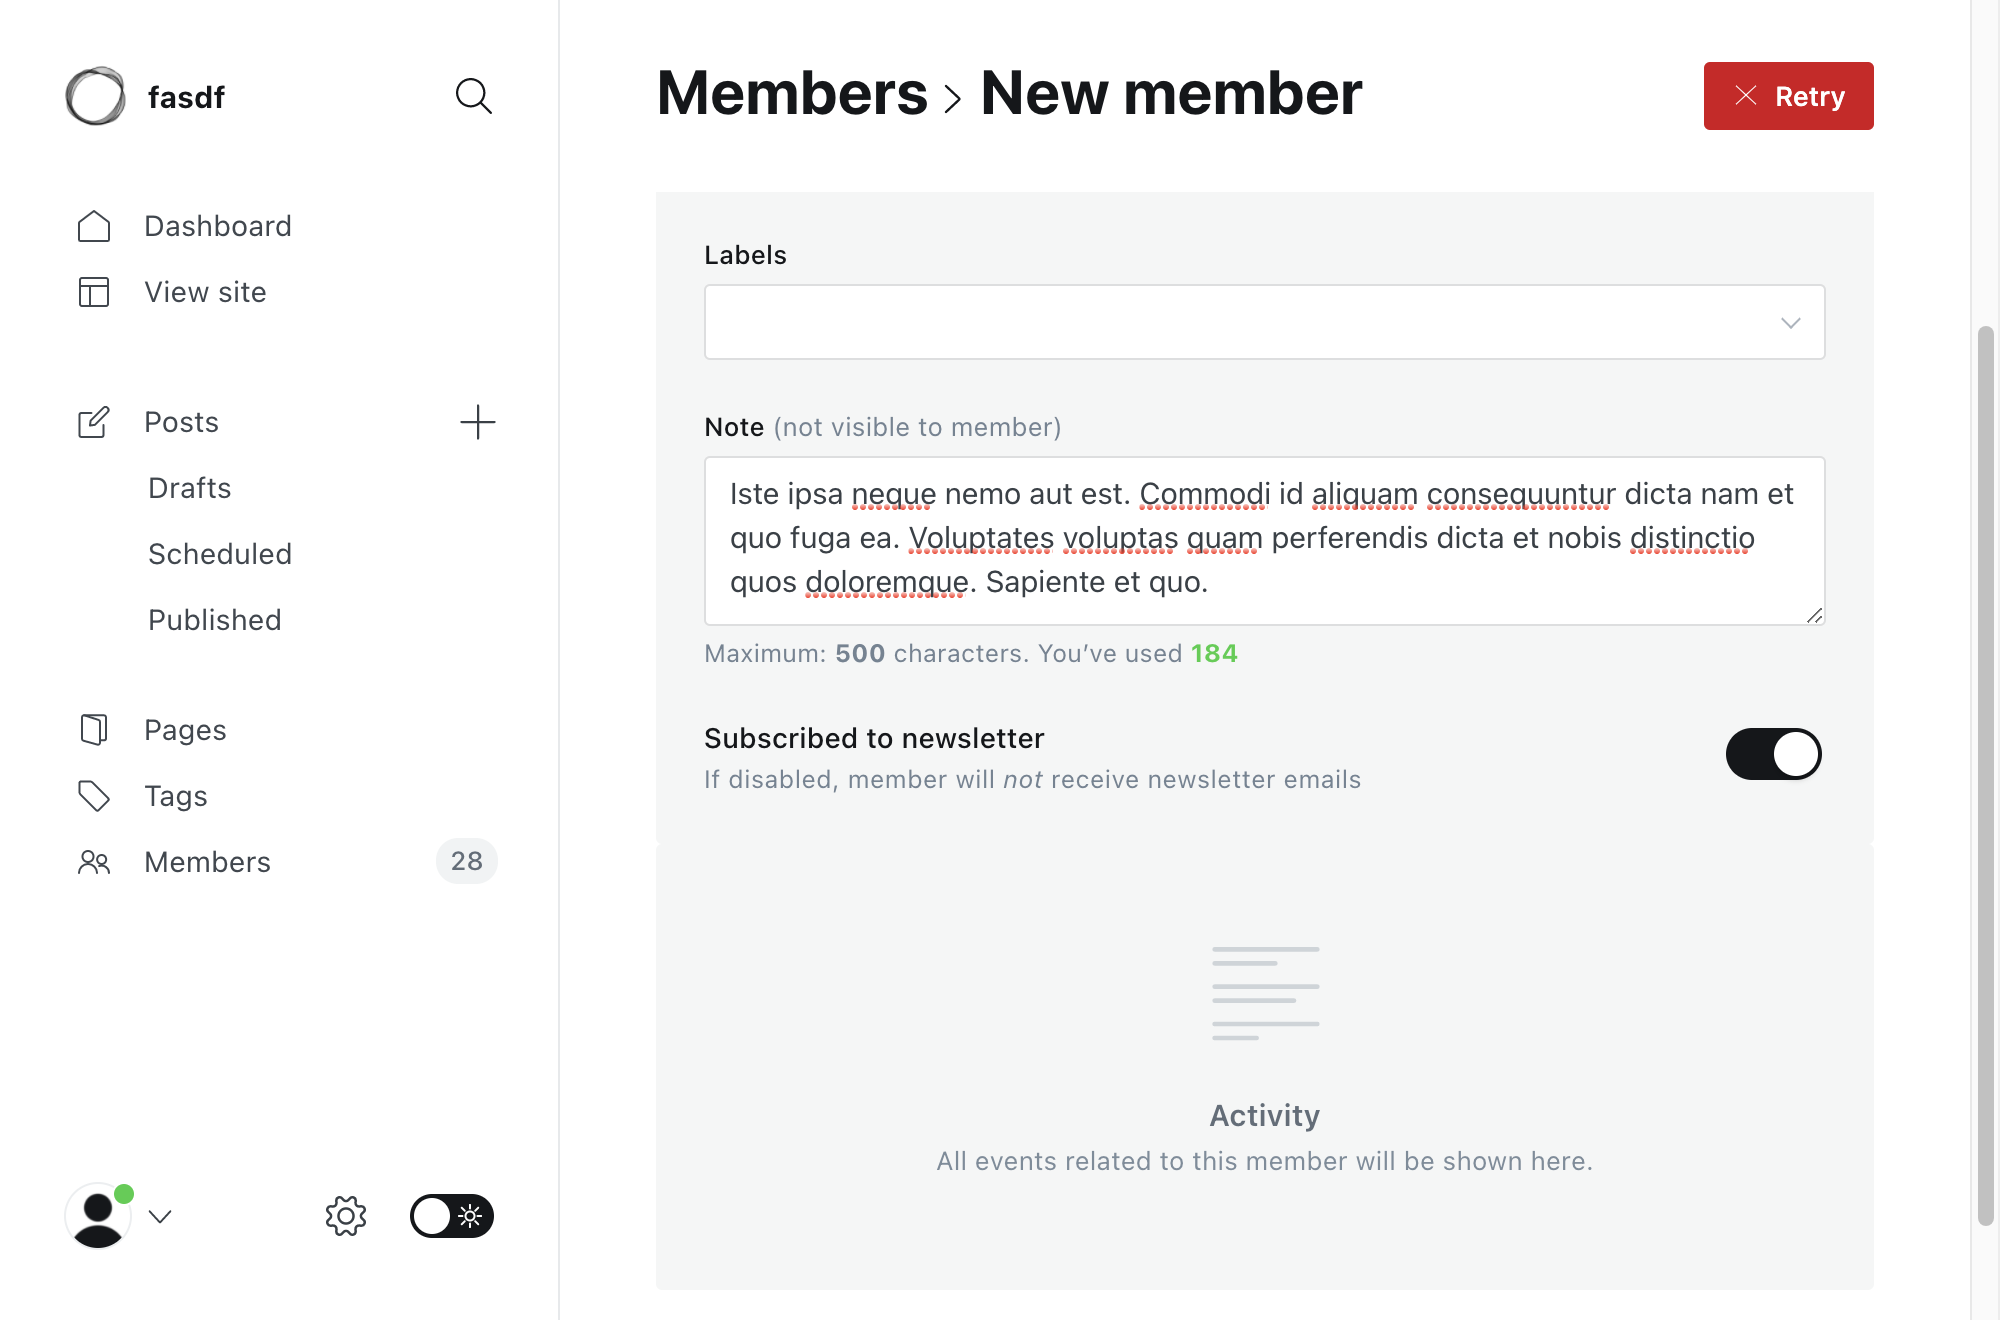 fasdf
Dashboard
View site
Posts
Drafts
Scheduled
Published
Pages
Tags
Members
28
Members
New member
Retry
Labels
Note (not visible to member)
Iste ipsa neque nemo aut est. Commodi id aliquam consequuntur dicta nam et
quo fuga ea. Voluptates voluptas quam perferendis dicta et nobis distinctio
quos doloremque. Sapiente et quo.
Maximum: 500 characters. You’ve used 184
Subscribed to newsletter
If disabled, member will not receive newsletter emails
Activity
All events related to this member will be shown here.